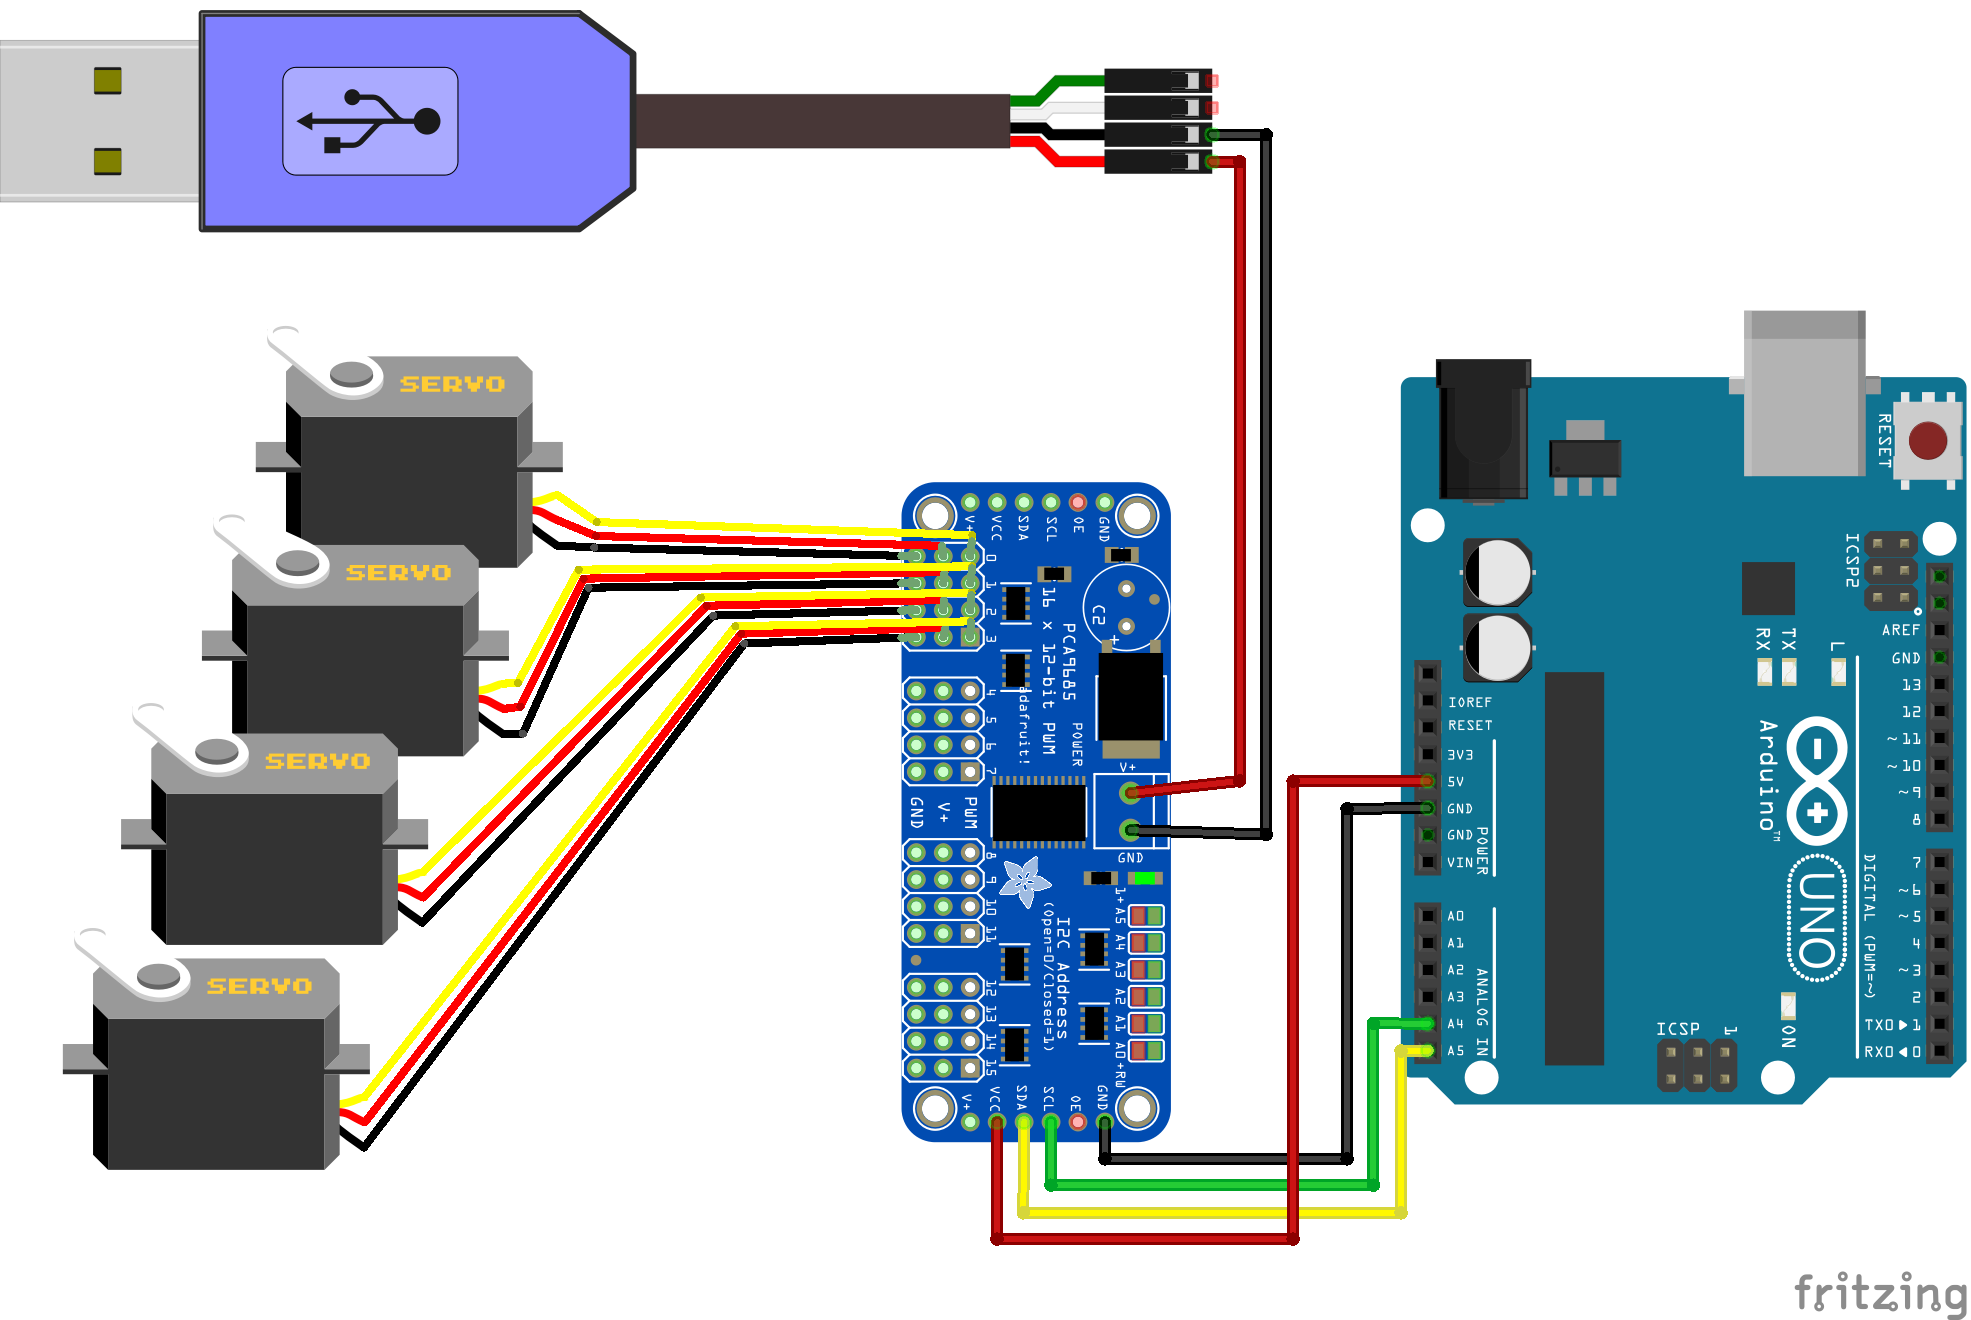 SERVO
SERVO
SERVO
SERVO
V+
VCC
SDA
SCL
OE
GND
0
1
2
3
4
5
6
7
16 x 12-bit PWM
PCA9685
adafruit!
C2
+
POWER
V+
GND
V+
PWM
GND
8
9
10
11
12
13
14
15
I2C Address
(Open=0/Closed=1)
1+
A5
A4
A3
A2
A1
A0
+RW
V+
VCC
SDA
SCL
OE
GND
RESET
ICSP2
RX
TX
L
AREF
GND
13
12
~11
~10
~9
8
7
~6
~5
4
~3
2
TX0 1
RX0 0
DIGITAL (PWM=~)
IOREF
RESET
3V3
5V
GND
GND
VIN
POWER
A0
A1
A2
A3
A4
A5
ANALOG IN
Arduino™
UNO
ON
ICSP
1
fritzing